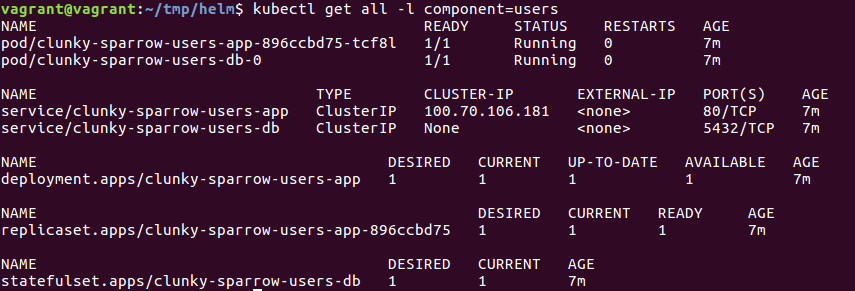 vagrant@vagrant:~/tmp/helm$ kubectl get all -l component=users
NAME READY STATUS RESTARTS AGE
pod/clunky-sparrow-users-app-896ccbd75-tcf8l 1/1 Running 0 7m
pod/clunky-sparrow-users-db-0 1/1 Running 0 7m
NAME TYPE CLUSTER-IP EXTERNAL-IP PORT(S) AGE
service/clunky-sparrow-users-app ClusterIP 100.70.106.181 <none> 80/TCP 7m
service/clunky-sparrow-users-db ClusterIP None <none> 5432/TCP 7m
NAME DESIRED CURRENT UP-TO-DATE AVAILABLE AGE
deployment.apps/clunky-sparrow-users-app 1 1 1 1 7m
NAME DESIRED CURRENT READY AGE
replicaset.apps/clunky-sparrow-users-app-896ccbd75 1 1 1 7m
NAME DESIRED CURRENT AGE
statefulset.apps/clunky-sparrow-users-db 1 1 7m